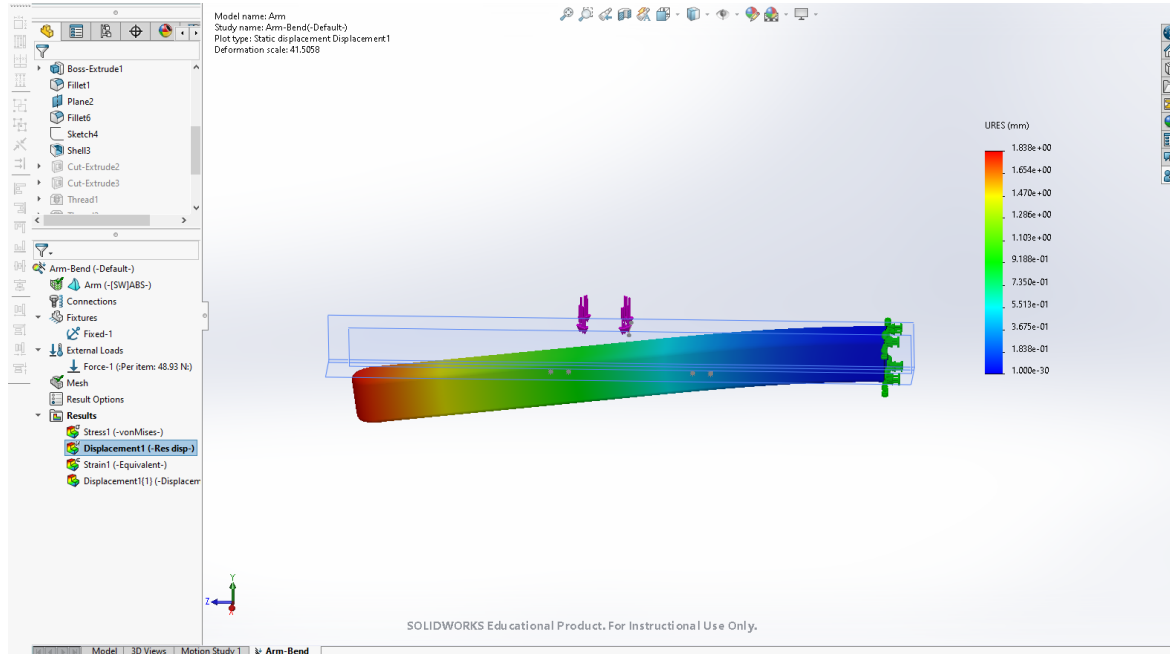 Model name: Arm
Study name: Arm-Bend(-Default-)
Plot type: Static displacement Displacement1
Deformation scale: 41.5058
Boss-Extrude1
Fillet1
Plane2
Fillet6
Sketch4
Shell3
Cut-Extrude2
Cut-Extrude3
Thread1
Arm-Bend (-Default-)
Arm (-[SW]ABS-)
Connections
Fixtures
Fixed-1
External Loads
Force-1 (:Per item: 48.93 N:)
Mesh
Result Options
Results
Stress1 (-vonMises-)
Displacement1 (-Res disp-)
Strain1 (-Equivalent-)
Displacement1{1} (-Displacem
URES (mm)
1.838e+00
1.654e+00
1.470e+00
1.286e+00
1.103e+00
9.188e-01
7.350e-01
5.513e-01
3.675e-01
1.838e-01
1.000e-30
Y
Z
X
SOLIDWORKS Educational Product. For Instructional Use Only.
Model
3D Views
Motion Study 1
Arm-Bend